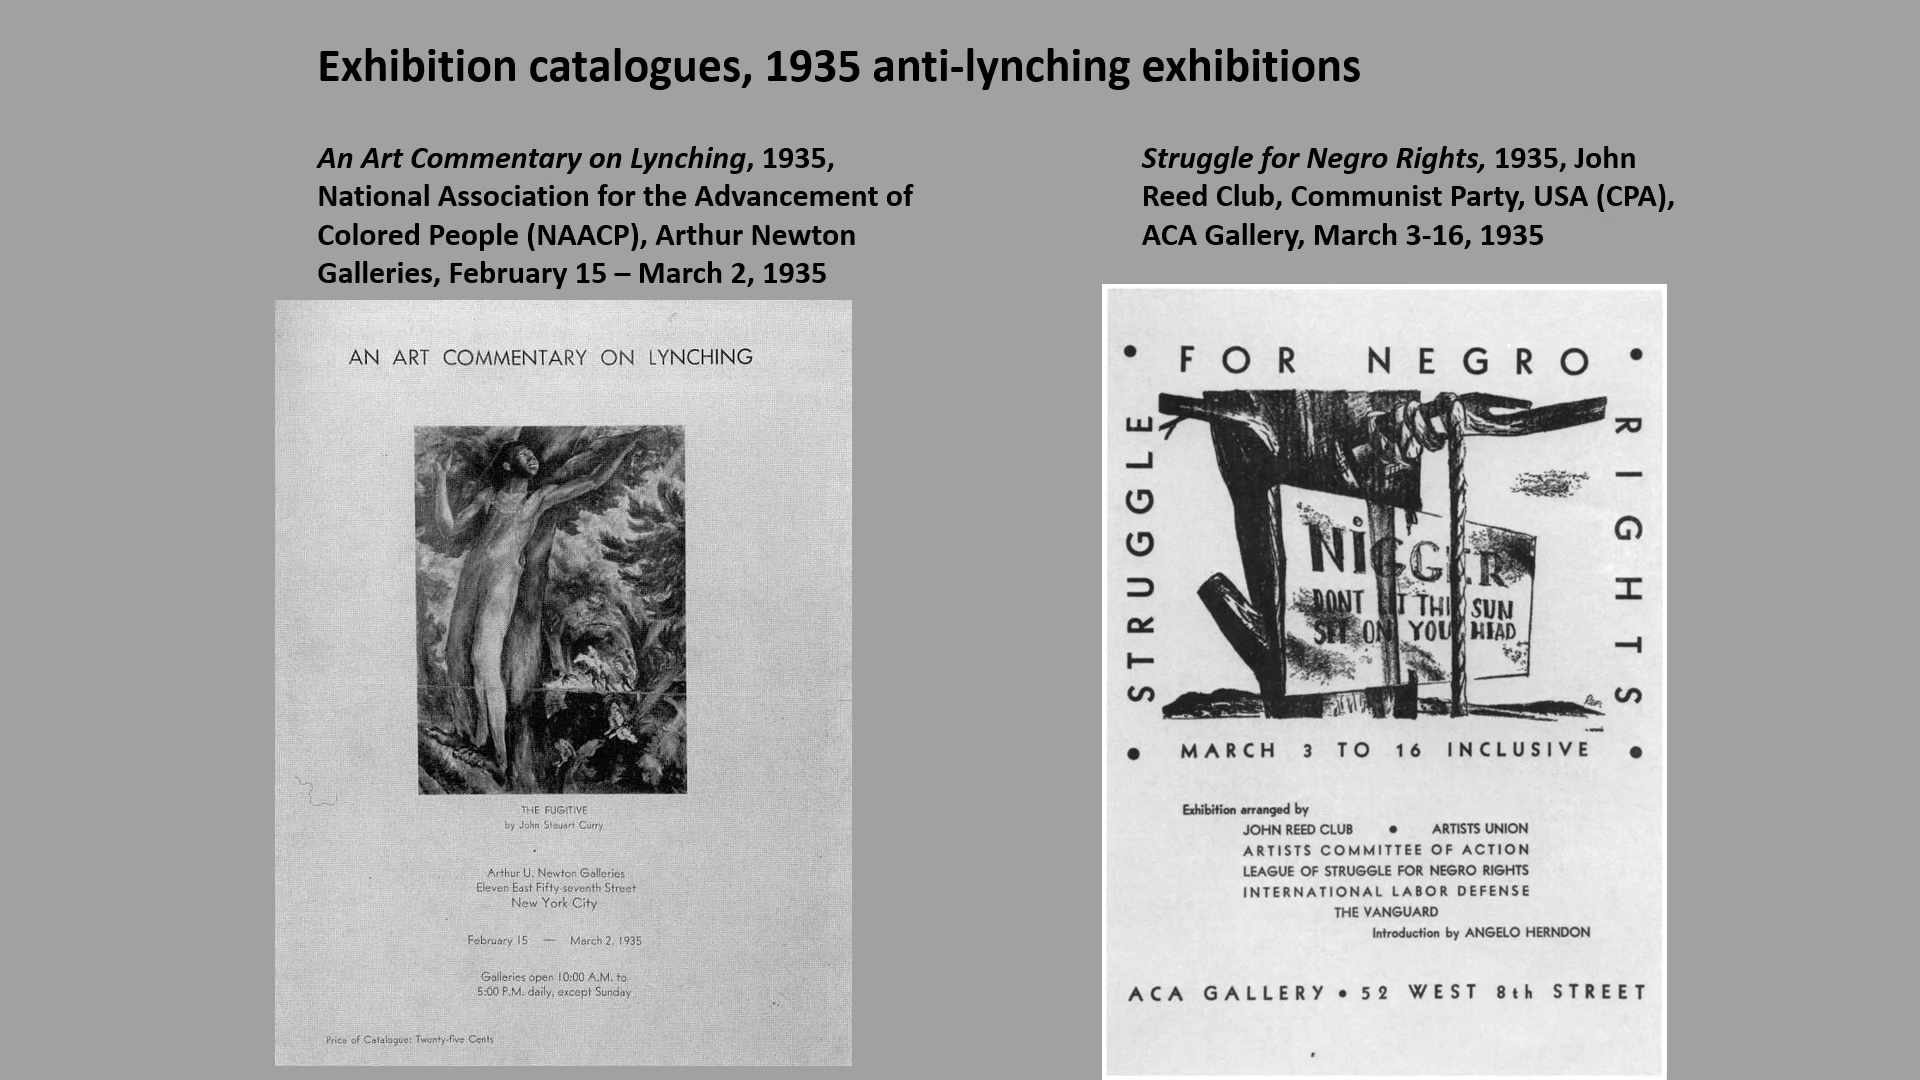 Exhibition catalogues, 1935 anti-lynching exhibitions
An Art Commentary on Lynching, 1935,
National Association for the Advancement of
Colored People (NAACP), Arthur Newton
Galleries, February 15 – March 2, 1935
Struggle for Negro Rights, 1935, John
Reed Club, Communist Party, USA (CPA),
ACA Gallery, March 3-16, 1935
AN ART COMMENTARY ON LYNCHING
THE FUGITIVE
by John Steuart Curry
Arthur U. Newton Galleries
Eleven East Fifty-seventh Street
New York City
February 15 — March 2, 1935
Galleries open 10:00 A.M. to
5:00 P.M. daily, except Sunday
Price of Catalogue: Twenty-five Cents
STRUGGLE
• FOR NEGRO •
RIGHTS
NiGGER
DONT THE SUN
ON YOU HEAD
• MARCH 3 TO 16 INCLUSIVE •
Exhibition arranged by
JOHN REED CLUB • ARTISTS UNION
ARTISTS COMMITTEE OF ACTION
LEAGUE OF STRUGGLE FOR NEGRO RIGHTS
INTERNATIONAL LABOR DEFENSE
THE VANGUARD
Introduction by ANGELO HERNDON
ACA GALLERY • 52 WEST 8th STREET